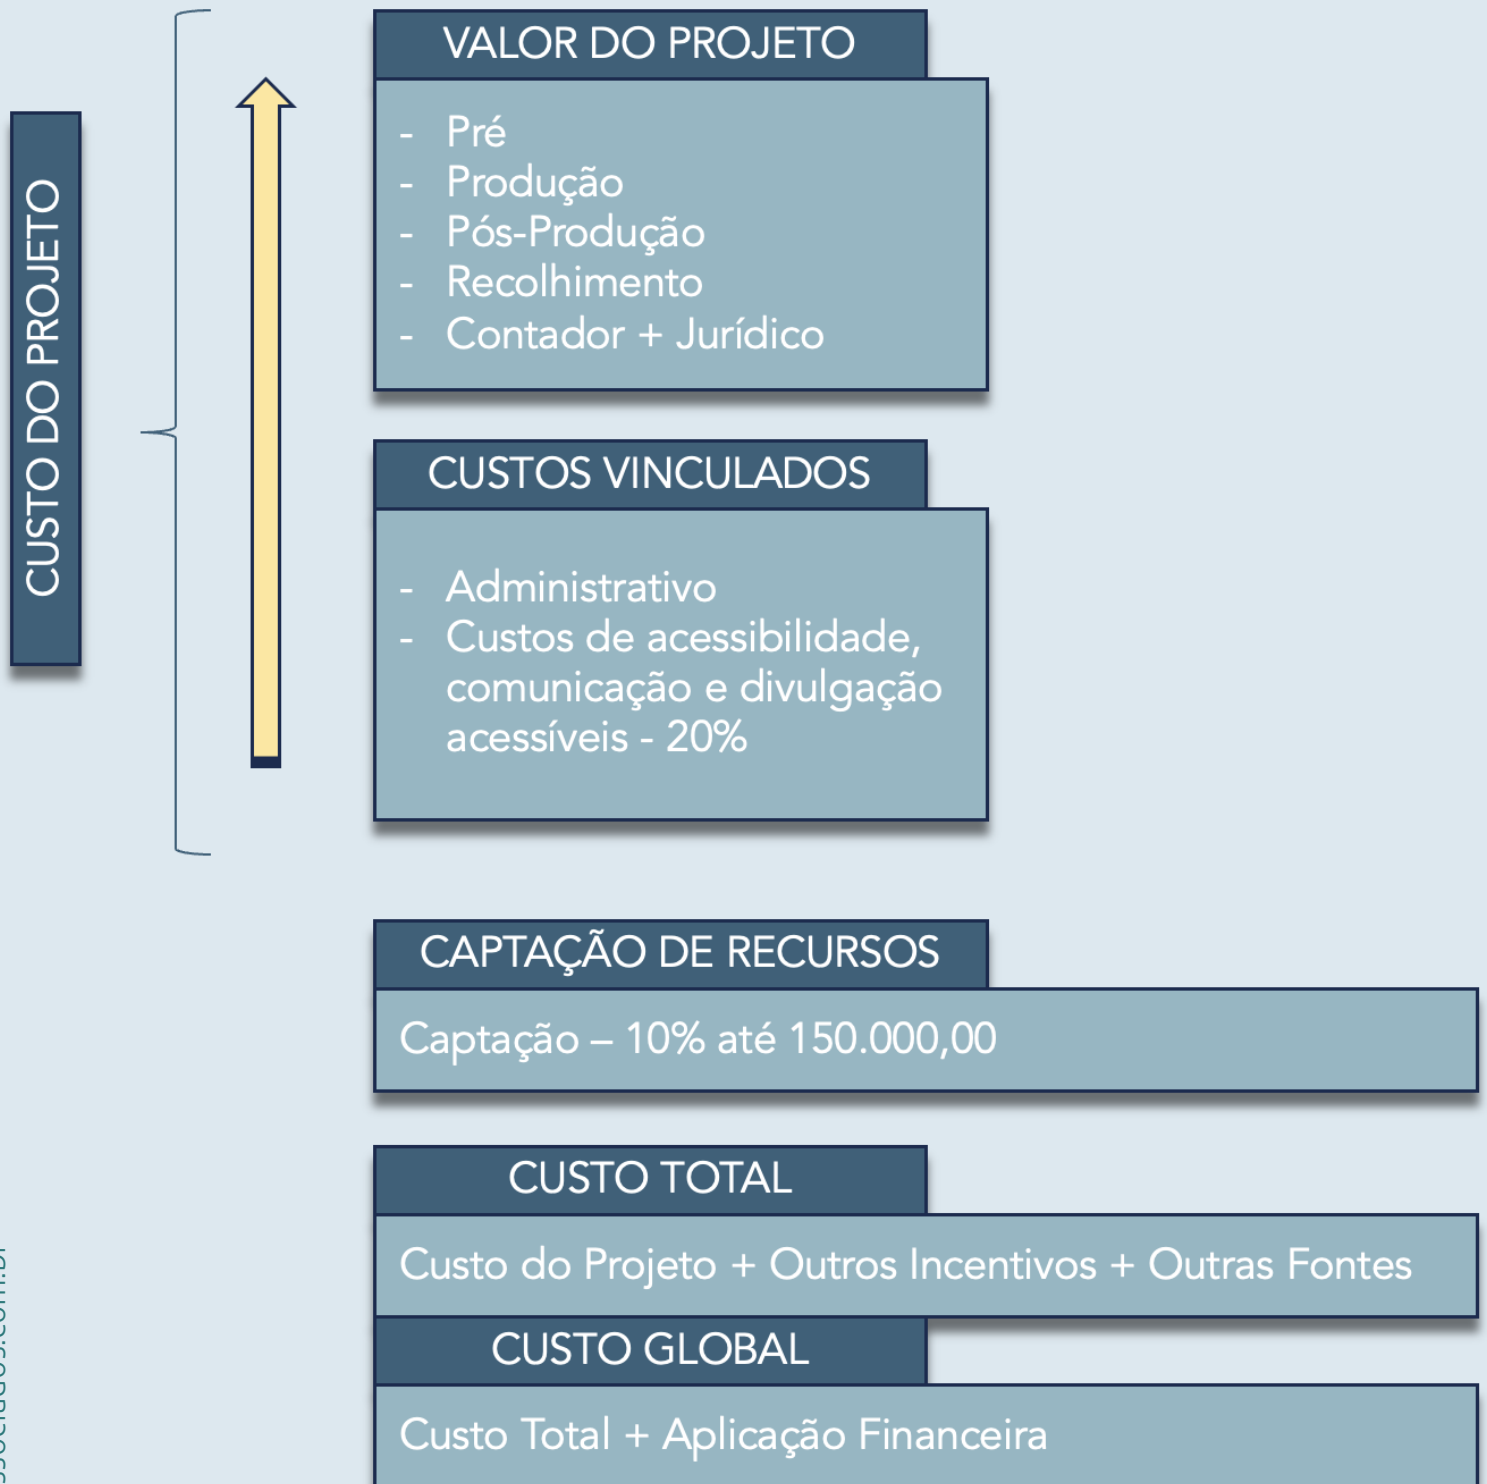 CUSTO DO PROJETO
VALOR DO PROJETO
- Pré
- Produção
- Pós-Produção
- Recolhimento
- Contador + Jurídico
CUSTOS VINCULADOS
- Administrativo
- Custos de acessibilidade,
comunicação e divulgação
acessíveis - 20%
CAPTAÇÃO DE RECURSOS
Captação – 10% até 150.000,00
CUSTO TOTAL
Custo do Projeto + Outros Incentivos + Outras Fontes
CUSTO GLOBAL
Custo Total + Aplicação Financeira